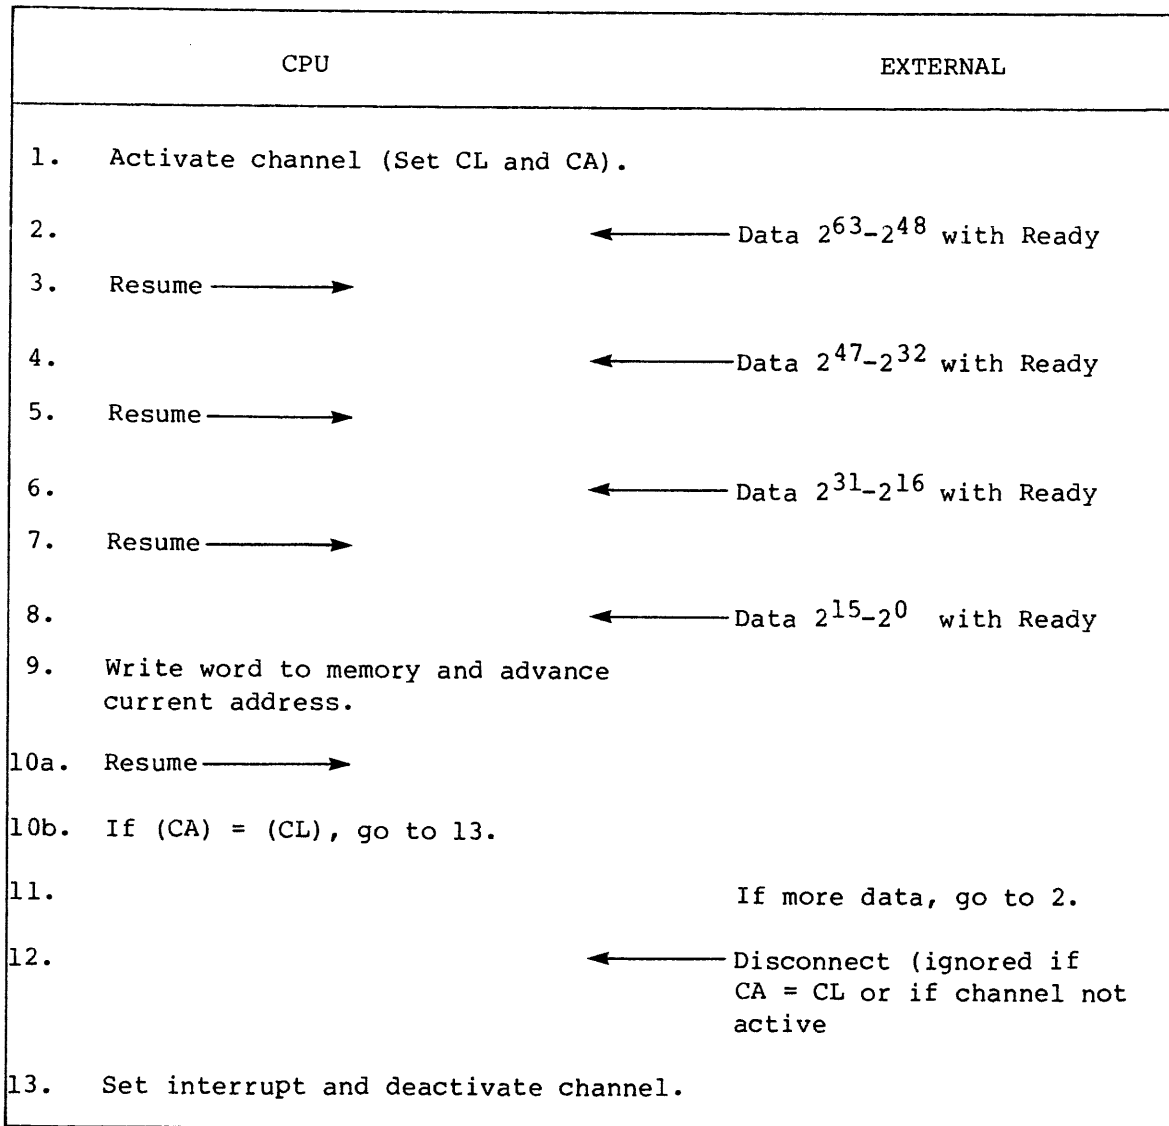 CPU EXTERNAL
1. Activate channel (Set CL and CA).
2. Data 2^63-2^48 with Ready
3. Resume
4. Data 2^47-2^32 with Ready
5. Resume
6. Data 2^31-2^16 with Ready
7. Resume
8. Data 2^15-2^0 with Ready
9. Write word to memory and advance
current address.
10a. Resume
10b. If (CA) = (CL), go to 13.
11. If more data, go to 2.
12. Disconnect (ignored if
CA = CL or if channel not
active
13. Set interrupt and deactivate channel.